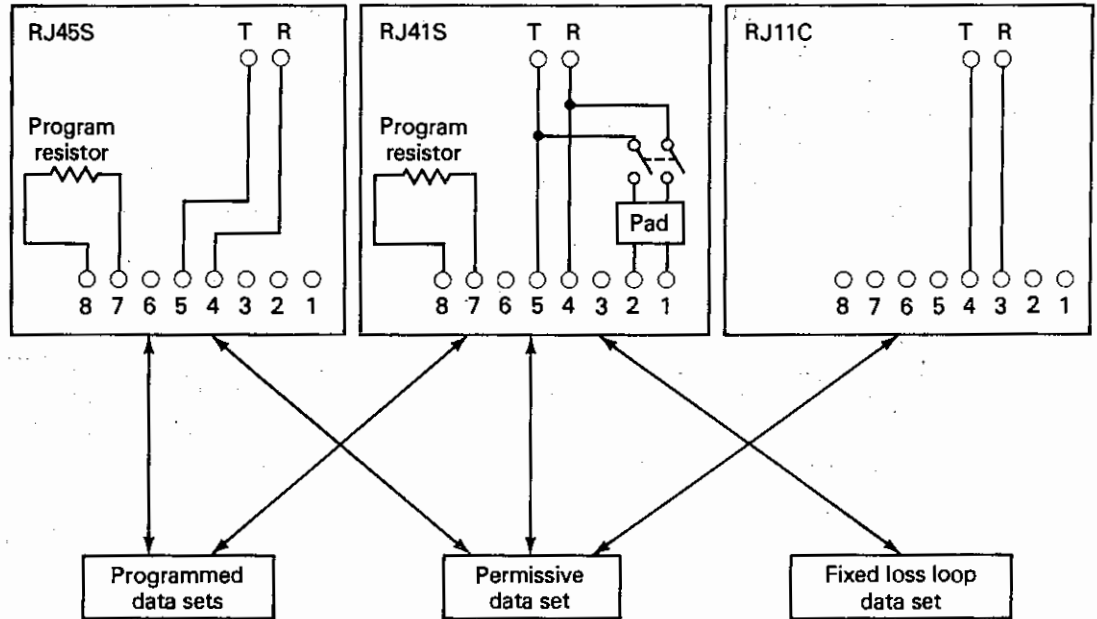 RJ45S
T R
Program
resistor
8 7 6 5 4 3 2 1
RJ41S
T R
Program
resistor
Pad
8 7 6 5 4 3 2 1
RJ11C
T R
8 7 6 5 4 3 2 1
Programmed
data sets
Permissive
data set
Fixed loss loop
data set